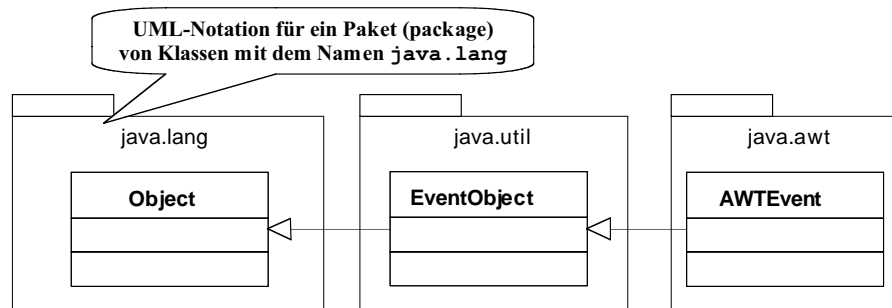 UML-Notation für ein Paket (package)
von Klassen mit dem Namen java.lang
java.lang
java.util
java.awt
Object
EventObject
AWTEvent